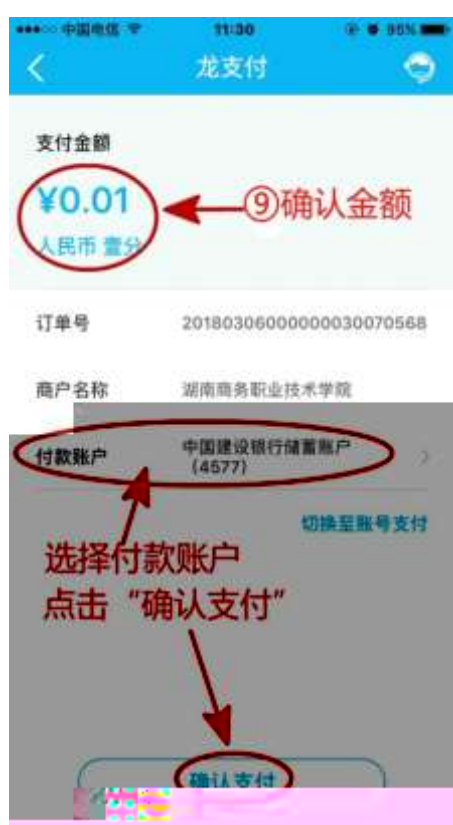 中国电信 11:30 95%
龙支付
支付金额
¥0.01
⑨确认金额
人民币 壹分
订单号 20180306000000030070568
商户名称 湖南商务职业技术学院
付款账户 中国建设银行储蓄账户
(4577)
切换至账号支付
选择付款账户
点击“确认支付”
确认支付